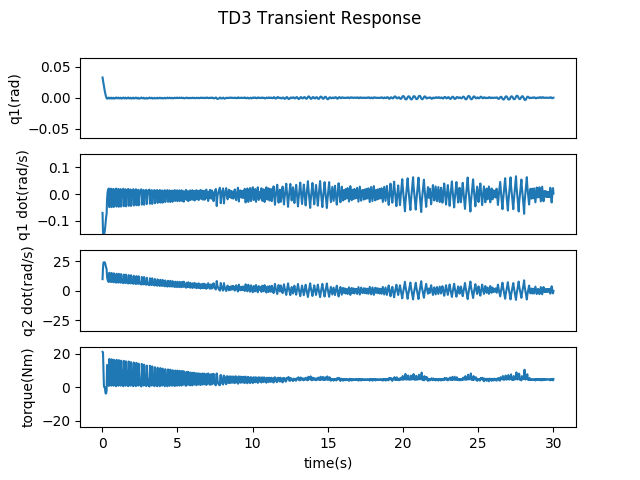 TD3 Transient Response
q1(rad)
0.05
0.00
−0.05
q1 dot(rad/s)
0.1
0.0
−0.1
q2 dot(rad/s)
25
0
−25
torque(Nm)
20
0
−20
0 5 10 15 20 25 30
time(s)